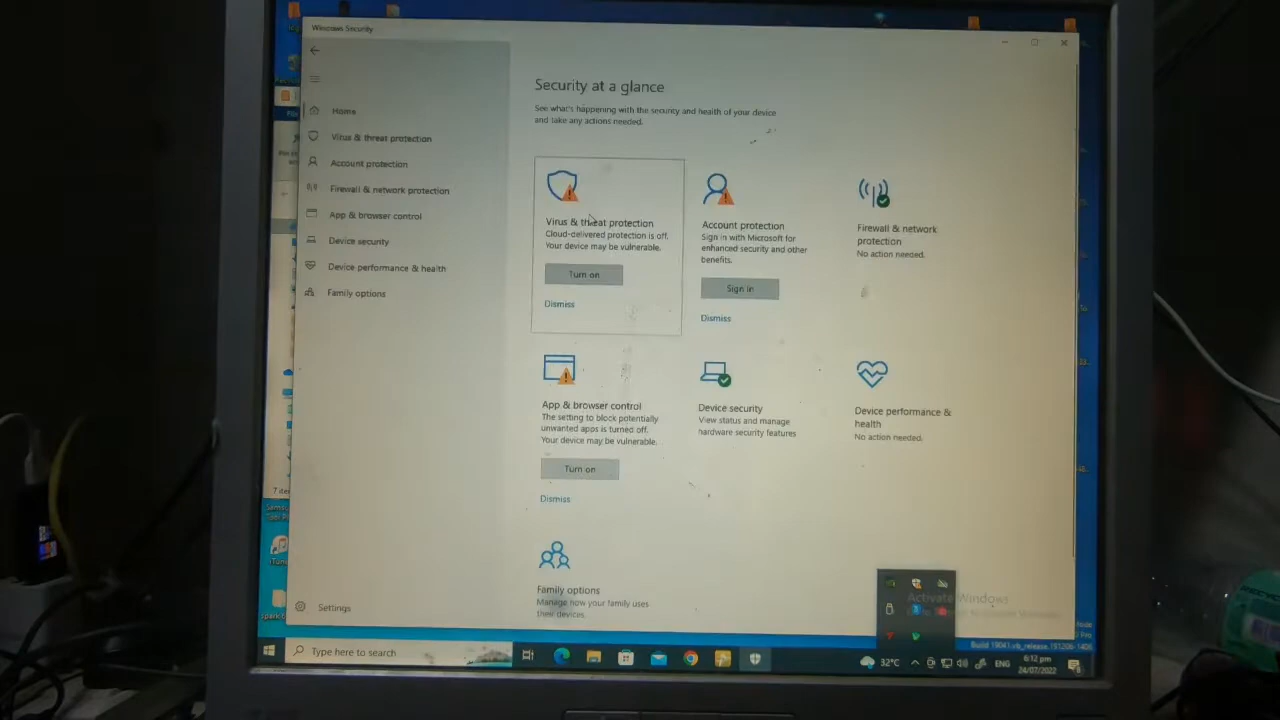 Windows Security
Home
Virus & threat protection
Account protection
Firewall & network protection
App & browser control
Device security
Device performance & health
Family options
Settings
Security at a glance
See what's happening with the security and health of your device
and take any actions needed.
Virus & threat protection
Cloud-delivered protection is off.
Your device may be vulnerable.
Turn on
Dismiss
Account protection
Sign in with Microsoft for
enhanced security and other
benefits.
Sign in
Dismiss
Firewall & network
protection
No action needed.
App & browser control
The setting to block potentially
unwanted apps is turned off.
Your device may be vulnerable.
Turn on
Dismiss
Device security
View status and manage
hardware security features
Device performance &
health
No action needed.
Family options
Manage how your family uses
their devices.
Activate Windows
Type here to search
32°C
ENG
6:12 pm
24/07/2022